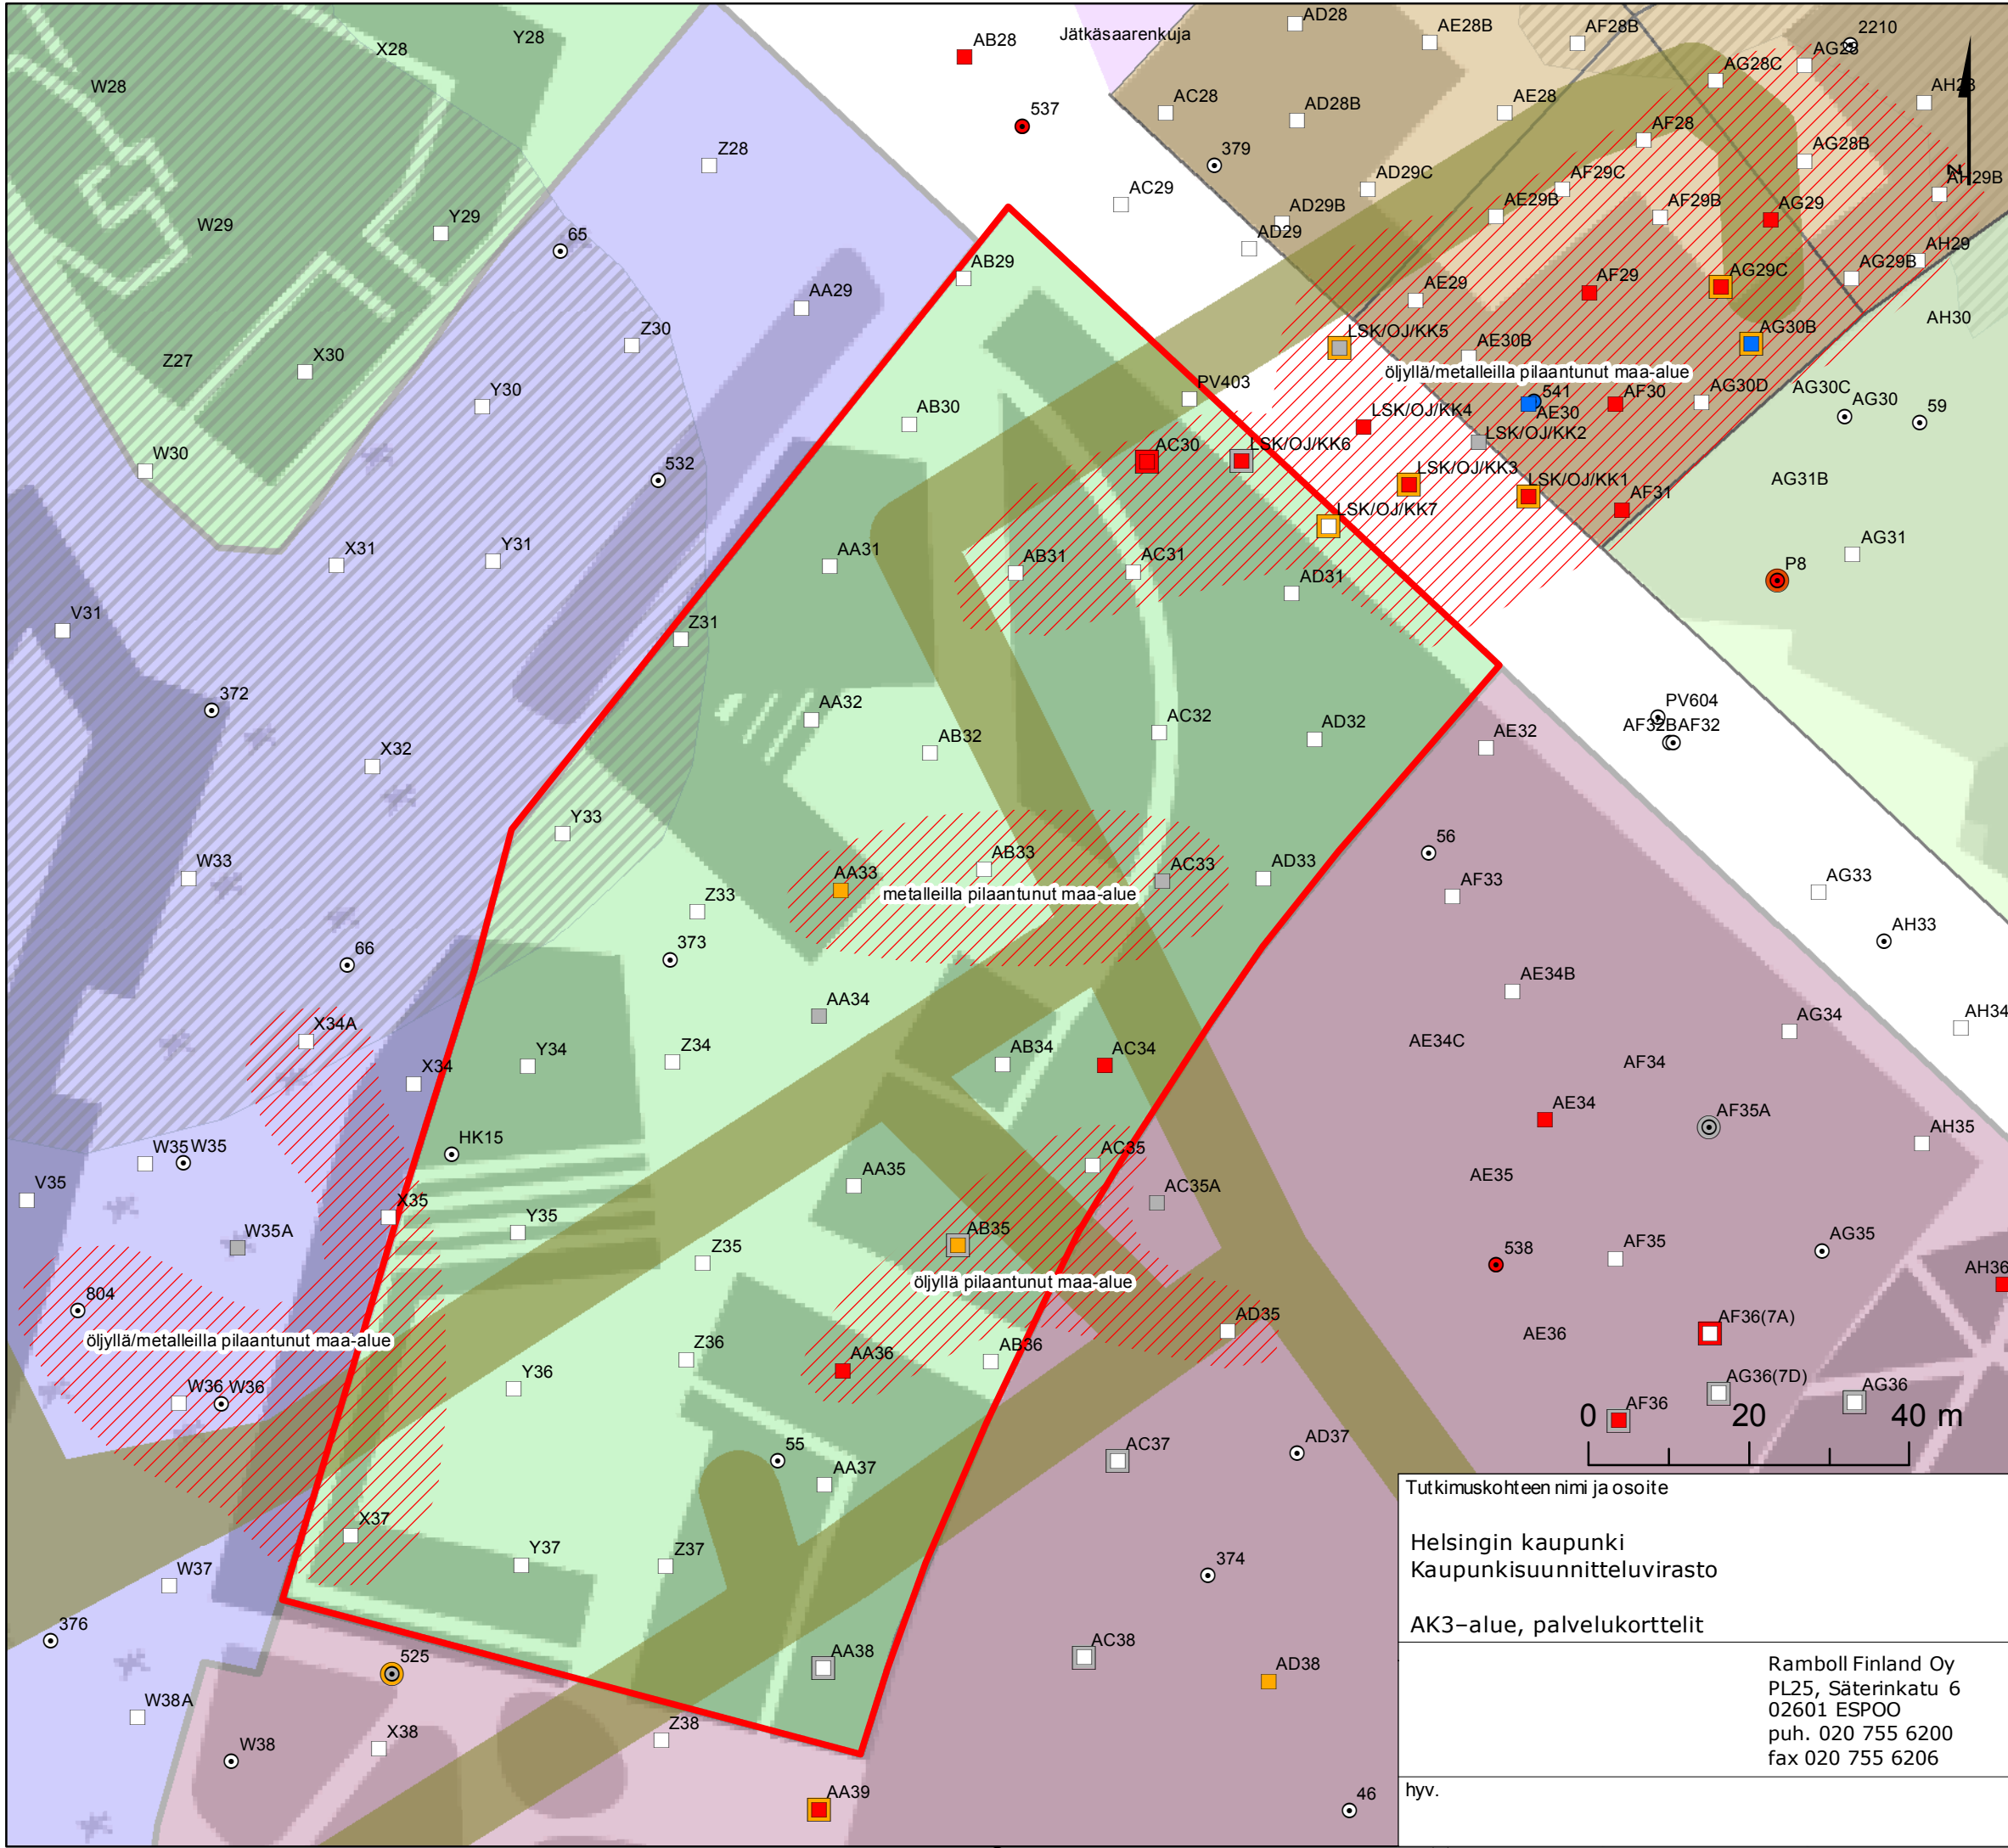 Y28
X28
AB28
Jätkäsaarenkuja
AD28
AE28B
AF28B
2210
AG28
AG28C
W28
AC28
AD28B
AE28
AH28
537
AF28
Z28
379
AG28B
N
AC29
AD29C
AF29C
AH29B
W29
Y29
AD29B
AE29B
AF29B
AG29
65
AD29
AB29
AG29B
AH29
AA29
AE29
AF29
AG29C
AH30
Z30
LSK/OJ/KK5
AE30B
AG30B
Z27
X30
öljyllä/metalleilla pilaantunut maa-alue
Y30
PV403
541
AF30
AG30D
AG30C
AG30
59
AB30
LSK/OJ/KK4
AE30
W30
AC30
LSK/OJ/KK6
LSK/OJ/KK2
532
LSK/OJ/KK3
LSK/OJ/KK1
AG31B
AF31
LSK/OJ/KK7
X31
Y31
AA31
AB31
AC31
AD31
AG31
P8
V31
Z31
372
AA32
AC32
AD32
PV604
AB32
AE32
AF32B
AF32
X32
Y33
56
W33
AA33
AB33
AC33
AD33
AF33
AG33
metalleilla pilaantunut maa-alue
Z33
66
373
AH33
AE34B
AA34
X34A
AE34C
AG34
AH34
Y34
Z34
AB34
AC34
AF34
X34
AE34
AF35A
HK15
W35
W35
AC35
AH35
V35
AA35
AC35A
AE35
X35
Y35
W35A
Z35
AB35
538
AF35
AG35
öljyllä pilaantunut maa-alue
AH36
804
AD35
AF36(7A)
öljyllä/metalleilla pilaantunut maa-alue
Z36
AA36
AB36
AE36
Y36
W36
W36
AG36(7D)
AG36
AF36
0
20
40 m
55
AC37
AD37
AA37
Tutkimuskohteen nimi ja osoite
X37
Y37
Z37
Helsingin kaupunki
Kaupunkisuunnitteluvirasto
W37
374
AK3-alue, palvelukorttelit
376
525
AA38
AC38
AD38
Ramboll Finland Oy
PL25, Säterinkatu 6
02601 ESPOO
puh. 020 755 6200
fax 020 755 6206
W38A
W38
X38
Z38
AA39
46
hyv.